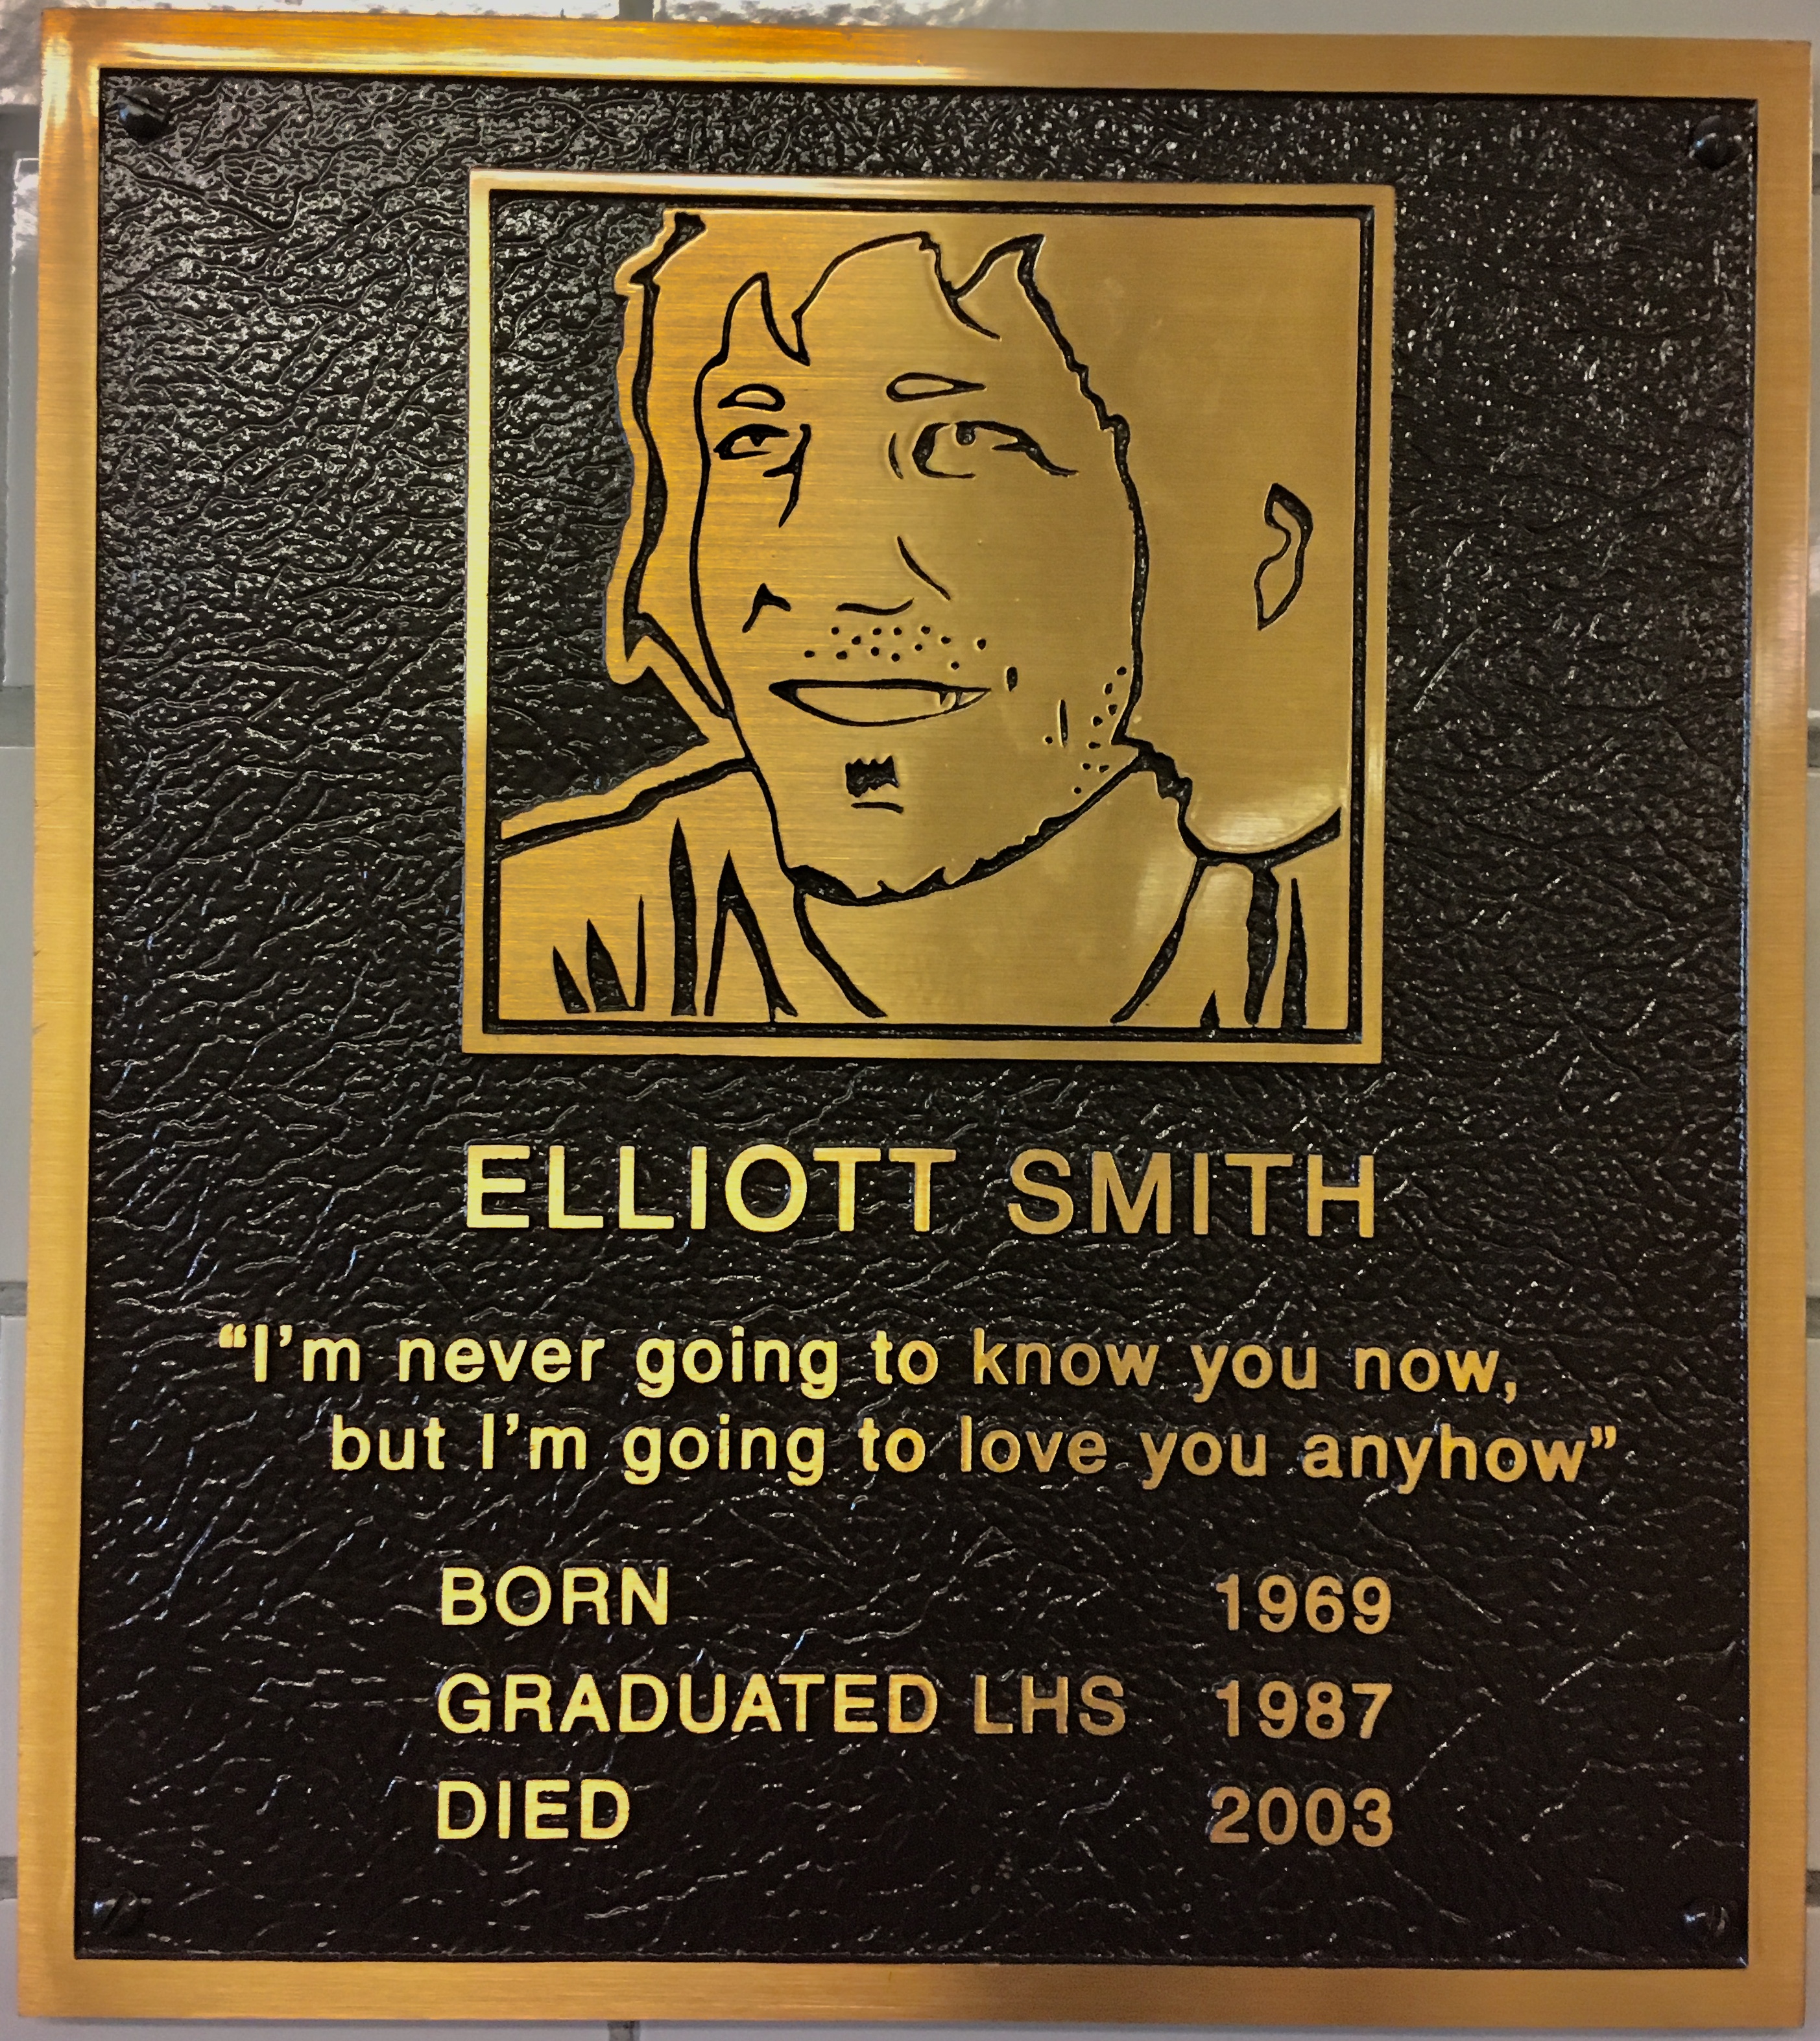 ELLIOTT SMITH
“I’m never going to know you now,
but I’m going to love you anyhow”
BORN 1969
GRADUATED LHS 1987
DIED 2003